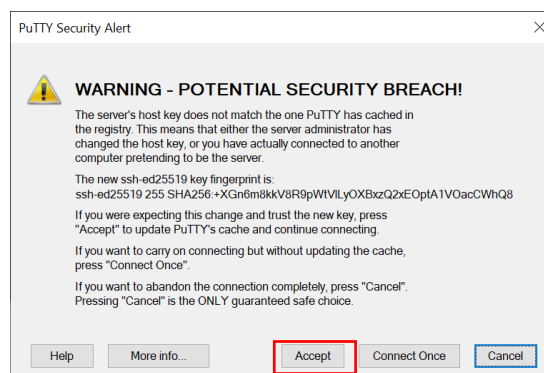 PuTTY Security Alert
WARNING - POTENTIAL SECURITY BREACH!
The server's host key does not match the one PuTTY has cached in
the registry. This means that either the server administrator has
changed the host key, or you have actually connected to another
computer pretending to be the server.
The new ssh-ed25519 key fingerprint is:
ssh-ed25519 255 SHA256:+XGn6m8kkV8R9pWtVlLyOXBxzQ2xEOptA1VOacCWhQ8
If you were expecting this change and trust the new key, press
"Accept" to update PuTTY's cache and continue connecting.
If you want to carry on connecting but without updating the cache,
press "Connect Once".
If you want to abandon the connection completely, press "Cancel".
Pressing "Cancel" is the ONLY guaranteed safe choice.
Help More info... Accept Connect Once Cancel